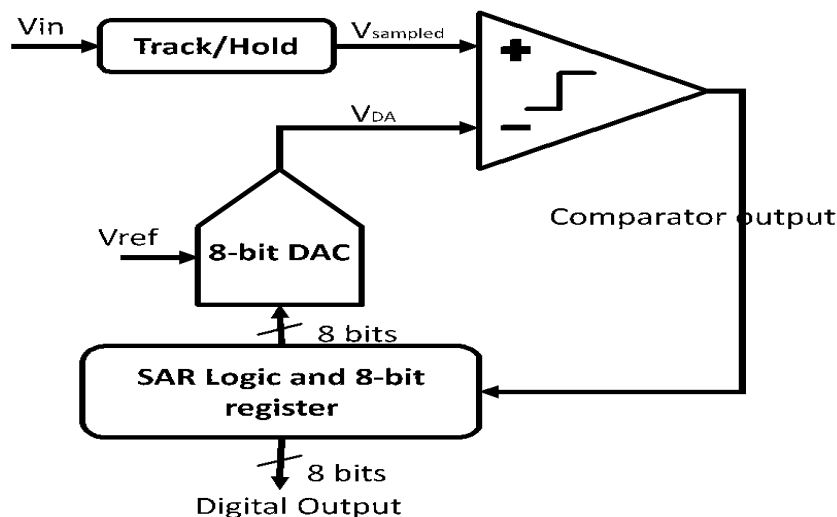 Vin
Track/Hold
Vsampled
+
VDA
−
Comparator output
Vref
8-bit DAC
8 bits
SAR Logic and 8-bit
register
8 bits
Digital Output